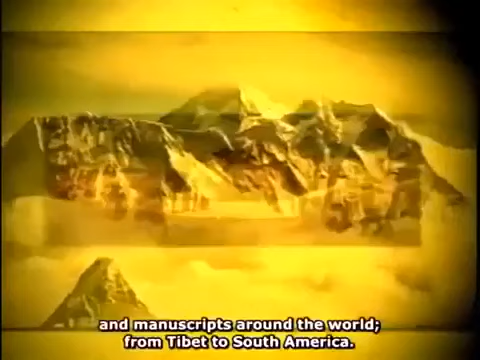 and manuscripts around the world;
from Tibet to South America.